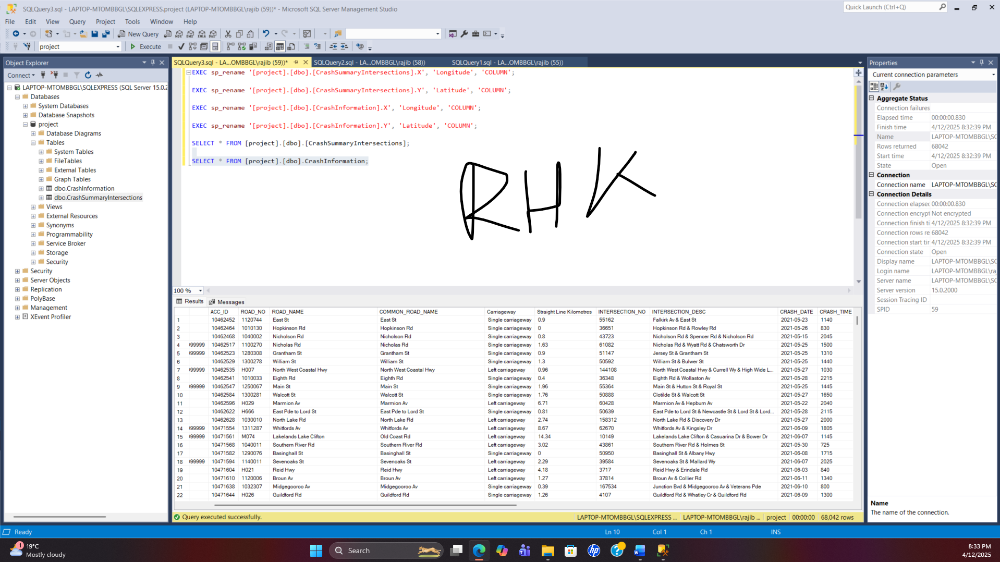 SQLQuery3.sql - LAPTOP-MTOMBBGL\SQLEXPRESS.project (LAPTOP-MTOMBBGL\rajib (59))* - Microsoft SQL Server Management Studio
Quick Launch (Ctrl+Q)
File Edit View Query Project Tools Window Help
New Query
project Execute
Object Explorer
Connect
LAPTOP-MTOMBBGL\SQLEXPRESS (SQL Server 15.0.2
Databases
System Databases
Database Snapshots
project
Database Diagrams
Tables
System Tables
FileTables
External Tables
Graph Tables
dbo.CrashInformation
dbo.CrashSummaryIntersections
Views
External Resources
Synonyms
Programmability
Service Broker
Storage
Security
Security
Server Objects
Replication
PolyBase
Management
XEvent Profiler
SQLQuery3.sql - LA...OMBBGL\rajib (59))* SQLQuery2.sql - LA...OMBBGL\rajib (58)) SQLQuery1.sql - LA...OMBBGL\rajib (55))
EXEC sp_rename '[project].[dbo].[CrashSummaryIntersections].X', 'Longitude', 'COLUMN';
EXEC sp_rename '[project].[dbo].[CrashSummaryIntersections].Y', 'Latitude', 'COLUMN';
EXEC sp_rename '[project].[dbo].[CrashInformation].X', 'Longitude', 'COLUMN';
EXEC sp_rename '[project].[dbo].[CrashInformation].Y', 'Latitude', 'COLUMN';
SELECT * FROM [project].[dbo].[CrashSummaryIntersections];
SELECT * FROM [project].[dbo].CrashInformation;
RHK
100 %
Results Messages
ACC_ID ROAD_NO ROAD_NAME COMMON_ROAD_NAME Carriageway Straight Line Kilometres INTERSECTION_NO INTERSECTION_DESC CRASH_DATE CRASH_TIME
1 10462452 1120744 East St East St Single carriageway 0.9 55162 Falkirk Av & East St 2021-05-23 1140
2 10462464 1010130 Hopkinson Rd Hopkinson Rd Single carriageway 0 36651 Hopkinson Rd & Rowley Rd 2021-05-26 830
3 10462468 1040002 Nicholson Rd Nicholson Rd Single carriageway 0.8 43723 Nicholson Rd & Spencer Rd & Nicholson Rd 2021-05-15 2045
4 999999 10462517 1100270 Nicholas Rd Nicholas Rd Single carriageway 1.63 61082 Nicholas Rd & Wyatt Rd & Chatsworth Dr 2021-05-25 1500
5 999999 10462523 1280308 Grantham St Grantham St Single carriageway 0.9 51147 Jersey St & Grantham St 2021-05-25 1310
6 10462529 1300278 William St William St Single carriageway 1.3 50592 William St & Bulwer St 2021-05-25 1440
7 999999 10462535 H007 North West Coastal Hwy North West Coastal Hwy Left carriageway 0.96 144108 North West Coastal Hwy & Currell Wy & High Wide L... 2021-05-27 1030
8 10462541 1010033 Eighth Rd Eighth Rd Single carriageway 0.4 36348 Eighth Rd & Wollaston Av 2021-05-28 2215
9 999999 10462547 1250067 Main St Main St Single carriageway 1.96 55364 Main St & Hutton St & Royal St 2021-05-25 1445
10 10462584 1300281 Walcott St Walcott St Single carriageway 1.76 50888 Clotilde St & Walcott St 2021-05-27 1650
11 10462596 H029 Marmion Av Marmion Av Left carriageway 6.71 60428 Marmion Av & Hepburn Av 2021-05-22 2040
12 10462622 H666 East Pde to Lord St East Pde to Lord St Single carriageway 0.81 50639 East Pde to Lord St & Newcastle St & Lord St & Lord... 2021-05-28 2115
13 10462628 1030010 North Lake Rd North Lake Rd Left carriageway 2.74 158312 North Lake Rd & Discovery Dr 2021-05-27 2000
14 999999 10471554 1311287 Whitfords Av Whitfords Av Left carriageway 8.67 62670 Whitfords Av & Kingsley Dr 2021-06-09 1805
15 999999 10471561 M074 Lakelands Lake Clifton Old Coast Rd Left carriageway 14.34 10149 Lakelands Lake Clifton & Casuarina Dr & Bower Dr 2021-06-07 1145
16 10471568 1040011 Southern River Rd Southern River Rd Left carriageway 3.02 43861 Southern River Rd & Holmes St 2021-05-30 725
17 10471582 1290076 Basinghall St Basinghall St Single carriageway 0 50950 Basinghall St & Albany Hwy 2021-06-08 1715
18 999999 10471594 1140011 Sevenoaks St Sevenoaks St Left carriageway 2.29 39584 Sevenoaks St & Mallard Wy 2021-06-07 2025
19 10471604 H021 Reid Hwy Reid Hwy Left carriageway 4.18 3717 Reid Hwy & Erindale Rd 2021-06-03 840
20 10471610 1120006 Broun Av Broun Av Left carriageway 1.27 37814 Broun Av & Collier Rd 2021-06-11 1340
21 10471638 1032307 Midgegooroo Av Midgegooroo Av Single carriageway 0.39 167534 Junction Bvd & Midgegooroo Av & Veterans Pde 2021-06-10 800
22 10471644 H026 Guildford Rd Guildford Rd Single carriageway 1.26 4107 Guildford Rd & Whatley Cr & Guildford Rd 2021-06-09 1300
Query executed successfully. LAPTOP-MTOMBBGL\SQLEXPRESS ... LAPTOP-MTOMBBGL\rajib ... project 00:00:00 68,042 rows
Properties
Current connection parameters
Aggregate Status
Connection failures
Elapsed time 00:00:00.830
Finish time 4/12/2025 8:32:39 PM
Name LAPTOP-MTOMBBGL\SC
Rows returned 68042
Start time 4/12/2025 8:32:39 PM
State Open
Connection
Connection name LAPTOP-MTOMBBGL\SC
Connection Details
Connection elapsec 00:00:00.830
Connection encrypt Not encrypted
Connection finish ti 4/12/2025 8:32:39 PM
Connection rows re 68042
Connection start tir 4/12/2025 8:32:39 PM
Connection state Open
Display name LAPTOP-MTOMBBGL\SC
Login name LAPTOP-MTOMBBGL\ra
Server name LAPTOP-MTOMBBGL\SC
Server version 15.0.2000
Session Tracing ID
SPID 59
Name
The name of the connection.
Ready Ln 10 Col 1 Ch 1 INS
1 19°C
Mostly cloudy
Search
8:33 PM
4/12/2025